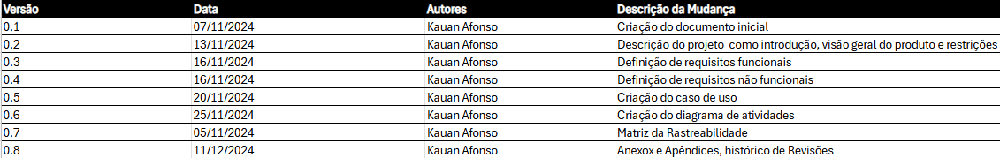 Versão Data Autores Descrição da Mudança
0.1 07/11/2024 Kauan Afonso Criação do documento inicial
0.2 13/11/2024 Kauan Afonso Descrição do projeto como introdução, visão geral do produto e restrições
0.3 16/11/2024 Kauan Afonso Definição de requisitos funcionais
0.4 16/11/2024 Kauan Afonso Definição de requisitos não funcionais
0.5 20/11/2024 Kauan Afonso Criação do caso de uso
0.6 25/11/2024 Kauan Afonso Criação do diagrama de atividades
0.7 05/11/2024 Kauan Afonso Matriz da Rastreabilidade
0.8 11/12/2024 Kauan Afonso Anexox e Apêndices, histórico de Revisões